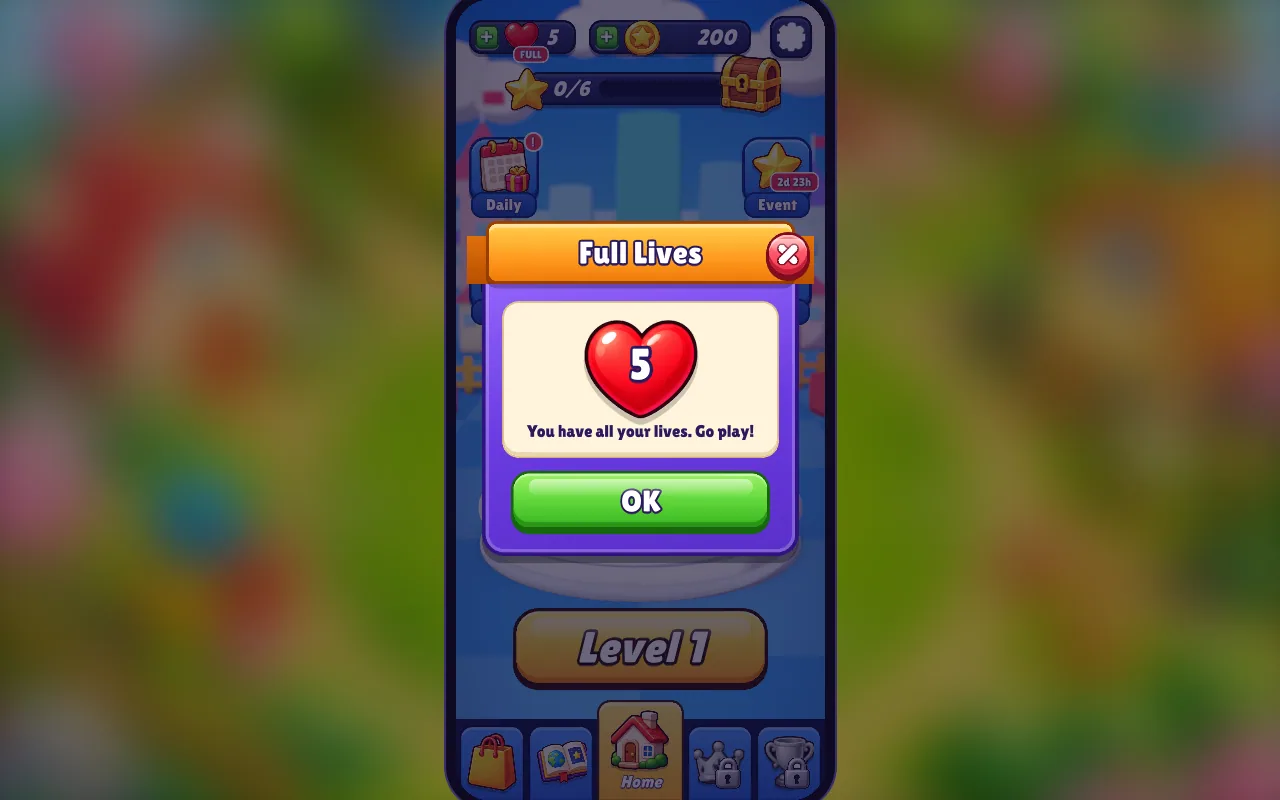 5
FULL
200
0/6
!
Daily
2d 23h
Event
Full Lives
5
You have all your lives. Go play!
OK
Level 1
Home